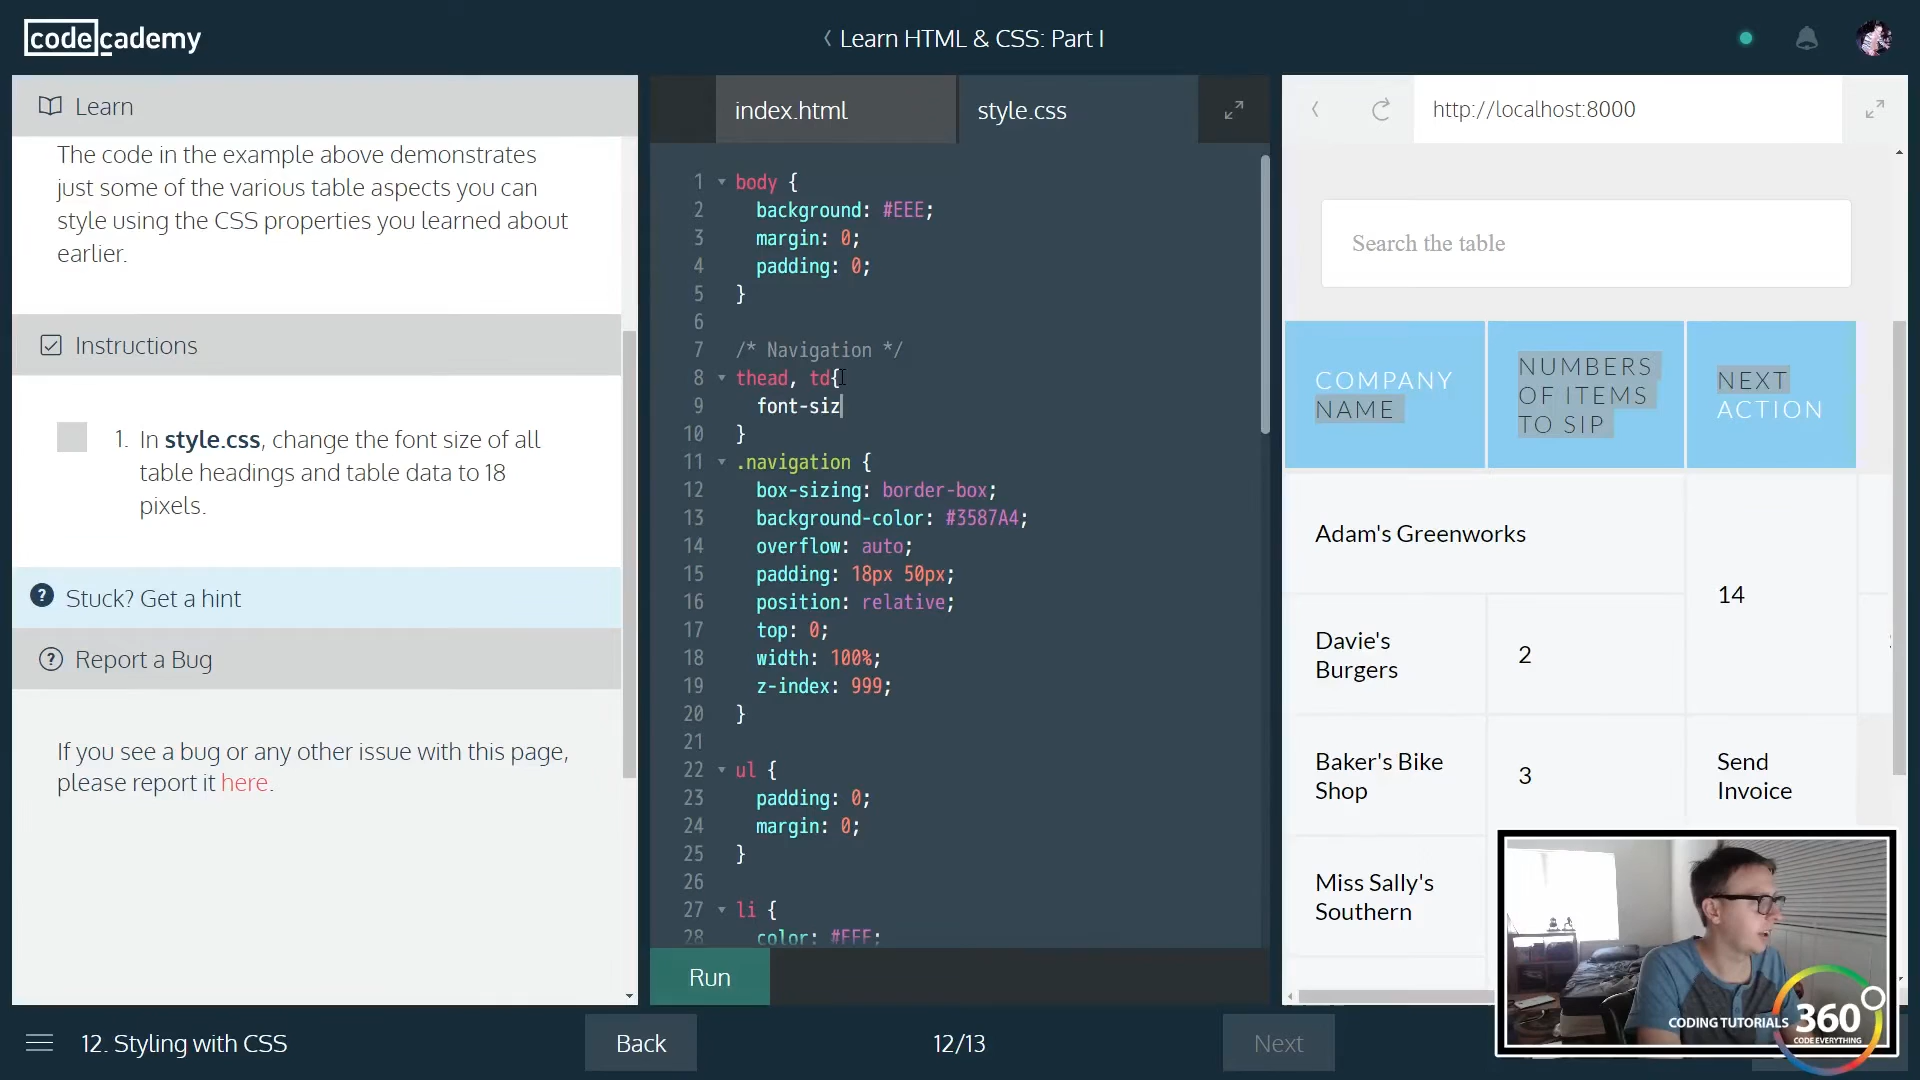 codecademy
Learn HTML & CSS: Part I
Learn
The code in the example above demonstrates
just some of the various table aspects you can
style using the CSS properties you learned about
earlier.
Instructions
1. In style.css, change the font size of all
table headings and table data to 18
pixels.
Stuck? Get a hint
Report a Bug
If you see a bug or any other issue with this page,
please report it here.
index.html
style.css
1 body {
2 background: #EEE;
3 margin: 0;
4 padding: 0;
5 }
6
7 /* Navigation */
8 thead, td{
9 font-siz
10 }
11 .navigation {
12 box-sizing: border-box;
13 background-color: #3587A4;
14 overflow: auto;
15 padding: 18px 50px;
16 position: relative;
17 top: 0;
18 width: 100%;
19 z-index: 999;
20 }
21
22 ul {
23 padding: 0;
24 margin: 0;
25 }
26
27 li {
28 color: #FFF;
Run
http://localhost:8000
Search the table
COMPANY
NAME
NUMBERS
OF ITEMS
TO SIP
NEXT
ACTION
Adam's Greenworks
14
Davie's
Burgers
2
Baker's Bike
Shop
3
Send
Invoice
Miss Sally's
Southern
CODING TUTORIALS 360°
CODE EVERYTHING
12. Styling with CSS
Back
12/13
Next